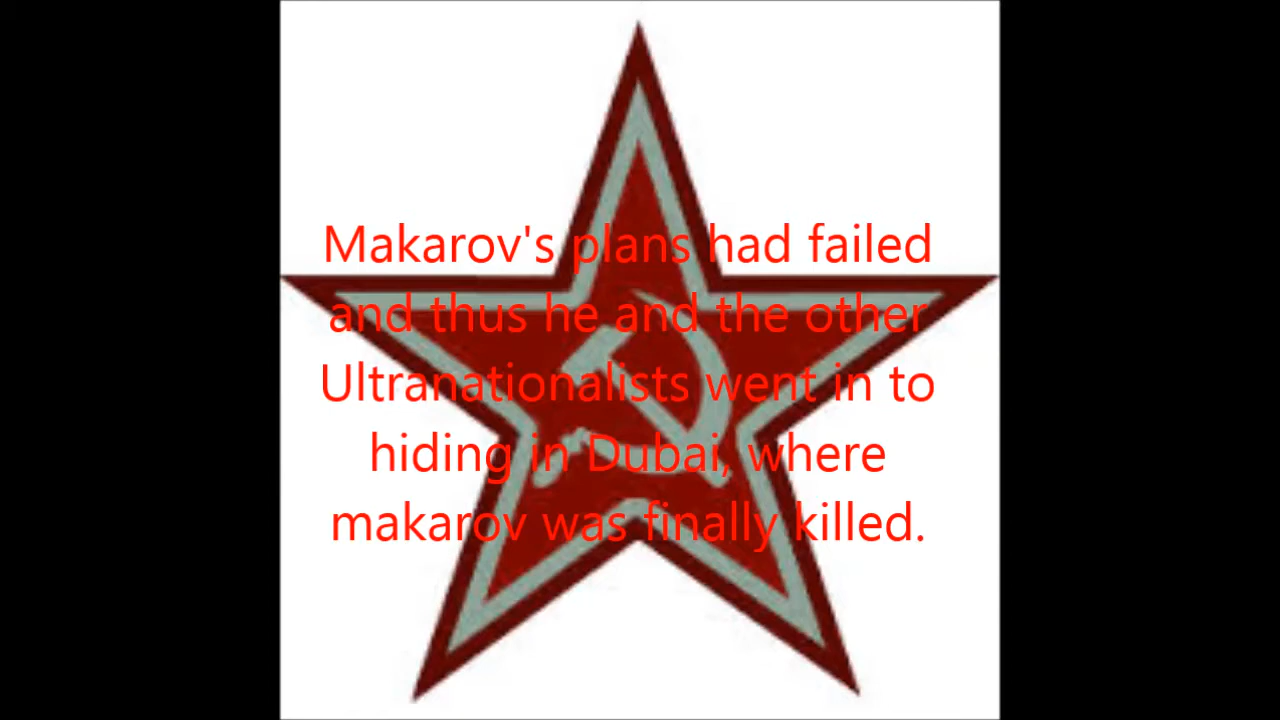 Makarov's plans had failed
and thus he and the other
Ultranationalists went in to
hiding in Dubai, where
makarov was finally killed.